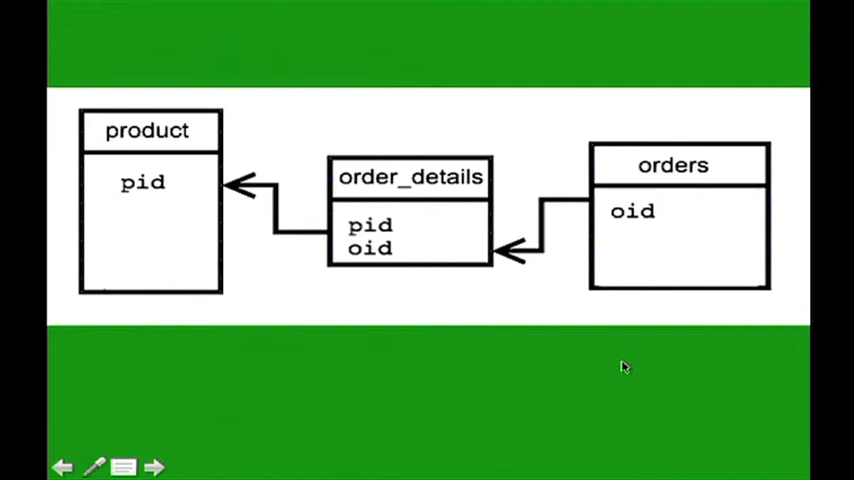 product
pid
order_details
pid
oid
orders
oid